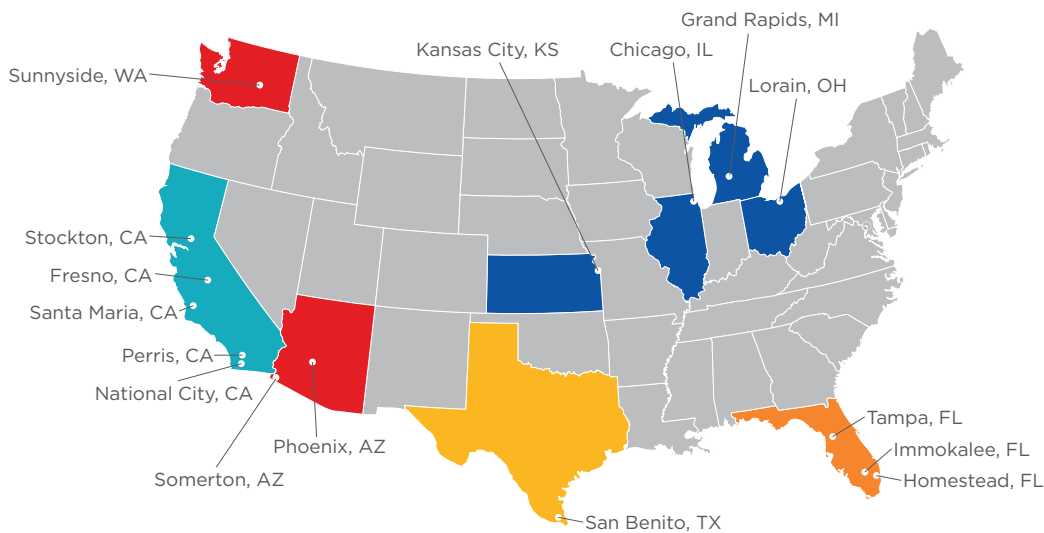 Grand Rapids, MI
Kansas City, KS
Chicago, IL
Sunnyside, WA
Lorain, OH
Stockton, CA
Fresno, CA
Santa Maria, CA
Perris, CA
National City, CA
Tampa, FL
Phoenix, AZ
Immokalee, FL
Somerton, AZ
Homestead, FL
San Benito, TX